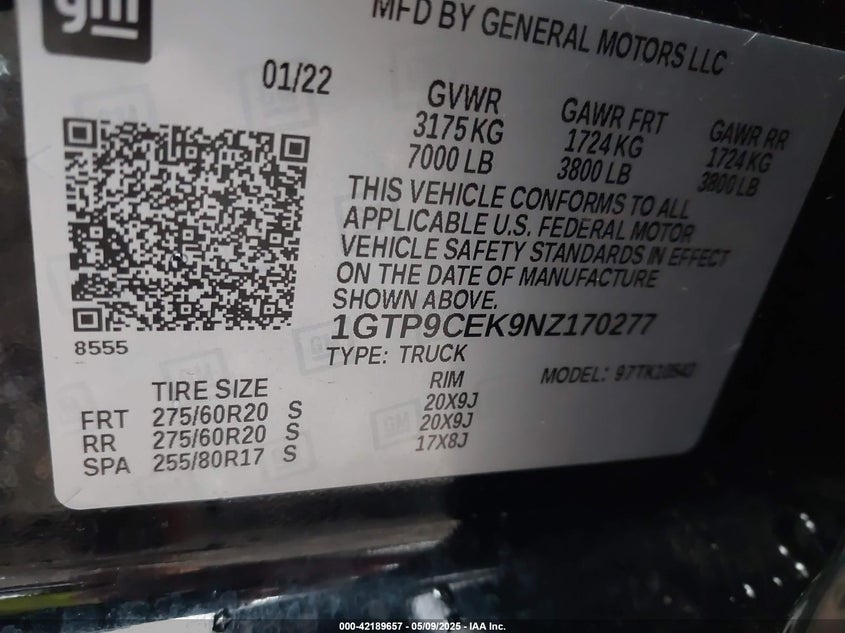 gm
MFD BY GENERAL MOTORS LLC
01/22
GVWR GAWR FRT GAWR RR
3175 KG 1724 KG 1724 KG
7000 LB 3800 LB 3800 LB
THIS VEHICLE CONFORMS TO ALL
APPLICABLE U.S. FEDERAL MOTOR
VEHICLE SAFETY STANDARDS IN EFFECT
ON THE DATE OF MANUFACTURE
SHOWN ABOVE.
1GTP9CEK9NZ170277
8555
TYPE: TRUCK
MODEL:
TIRE SIZE RIM
FRT 275/60R20 S 20X9J
RR 275/60R20 S 20X9J
SPA 255/80R17 S 17X8J
000-42189657 - 05/09/2025 - IAA Inc.